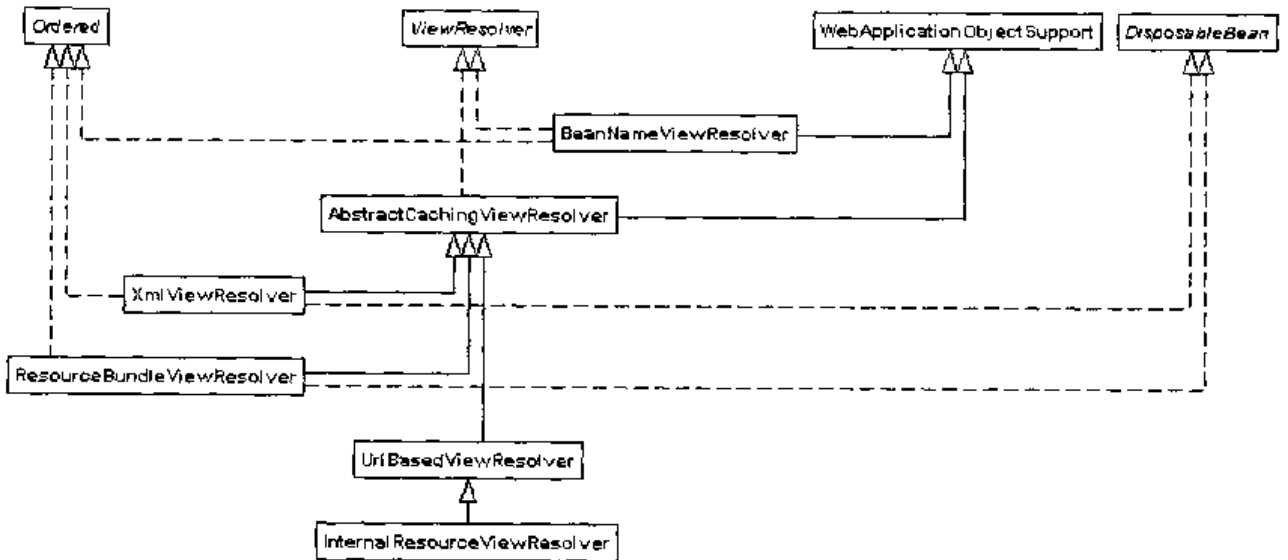 Ordered
ViewResolver
WebApplicationObjectSupport
DisposableBean
BeanNameViewResolver
AbstractCachingViewResolver
XmlViewResolver
ResourceBundleViewResolver
UrlBasedViewResolver
InternalResourceViewResolver